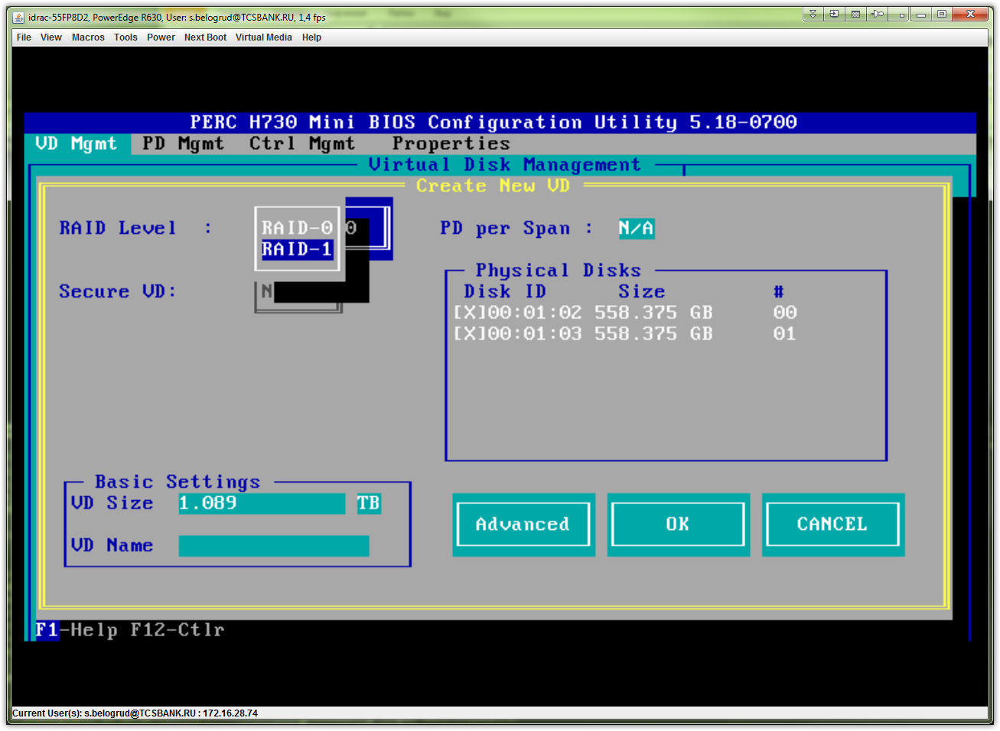 idrac-55FP8D2, PowerEdge R630, User: s.belogrud@TCSBANK.RU, 1,4 fps
File View Macros Tools Power Next Boot Virtual Media Help
PERC H730 Mini BIOS Configuration Utility 5.18-0700
VD Mgmt PD Mgmt Ctrl Mgmt Properties
Virtual Disk Management
Create New VD
RAID Level : RAID-0 0 PD per Span : N/A
RAID-1
Physical Disks
Secure VD: N Disk ID Size #
[X]00:01:02 558.375 GB 00
[X]00:01:03 558.375 GB 01
Basic Settings
VD Size 1.089 TB
Advanced OK CANCEL
VD Name
F1-Help F12-Ctlr
Current User(s): s.belogrud@TCSBANK.RU : 172.16.28.74